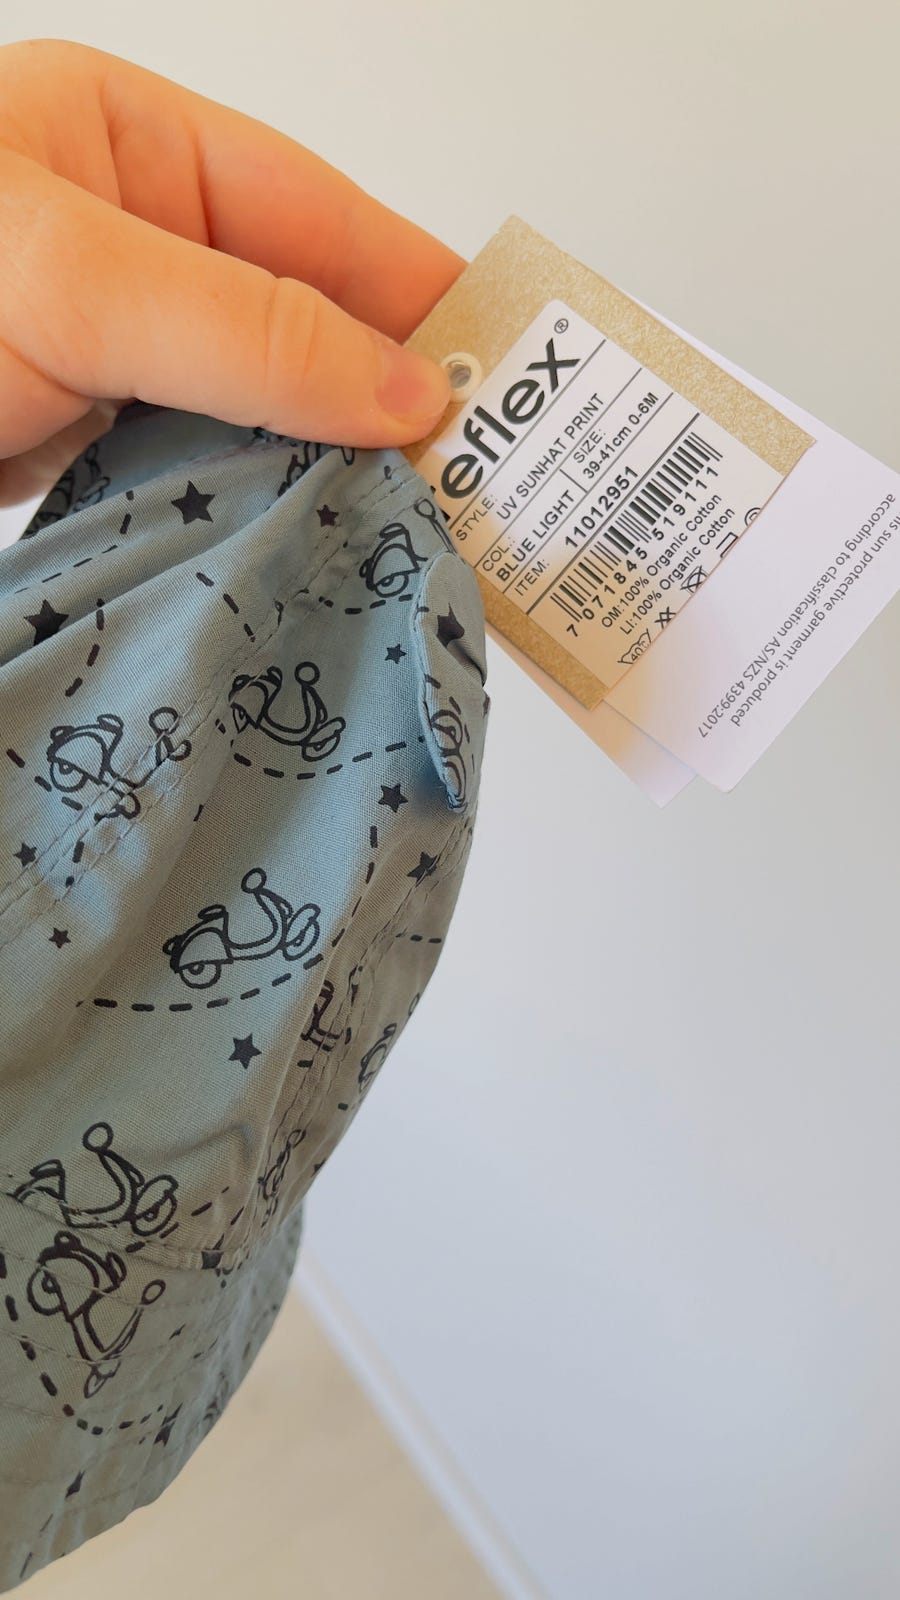 eflex®
STYLE:
UV SUNHAT PRINT
COL.:
BLUE LIGHT
SIZE:
39-41cm 0-6M
ITEM:
11012951
7 071845 519111
OM:100% Organic Cotton
LI:100% Organic Cotton
40°
sun protective garment is produced
according to classification AS/NZS 4399:2017